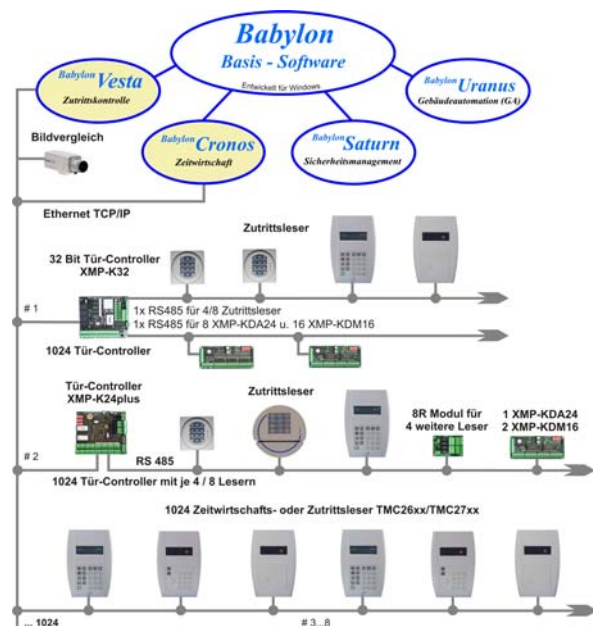 Babylon
Basis - Software
Entwickelt für Windows
Babylon Vesta
Zutrittskontrolle
Babylon Uranus
Gebäudeautomation (GA)
Babylon Cronos
Zeitwirtschaft
Babylon Saturn
Sicherheitsmanagement
Bildvergleich
Ethernet TCP/IP
Zutrittsleser
32 Bit Tür-Controller
XMP-K32
# 1
1x RS485 für 4/8 Zutrittsleser
1x RS485 für 8 XMP-KDA24 u. 16 XMP-KDM16
1024 Tür-Controller
Tür-Controller
XMP-K24plus
Zutrittsleser
8R Modul für
4 weitere Leser
1 XMP-KDA24
2 XMP-KDM16
# 2
RS 485
1024 Tür-Controller mit je 4 / 8 Lesern
1024 Zeitwirtschafts- oder Zutrittsleser TMC26xx/TMC27xx
... 1024
# 3...8